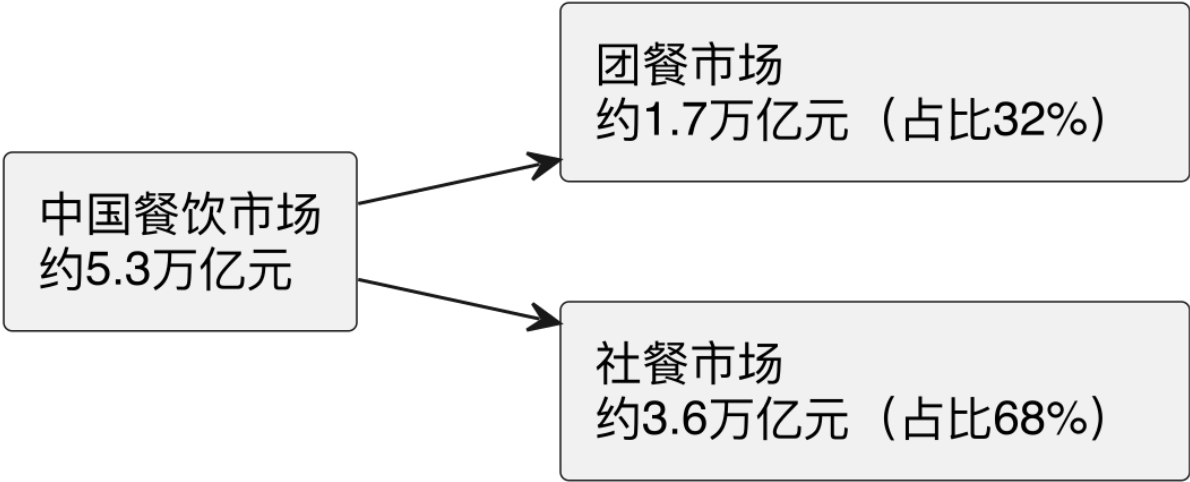 中国餐饮市场
约5.3万亿元
团餐市场
约1.7万亿元（占比32%）
社餐市场
约3.6万亿元（占比68%）